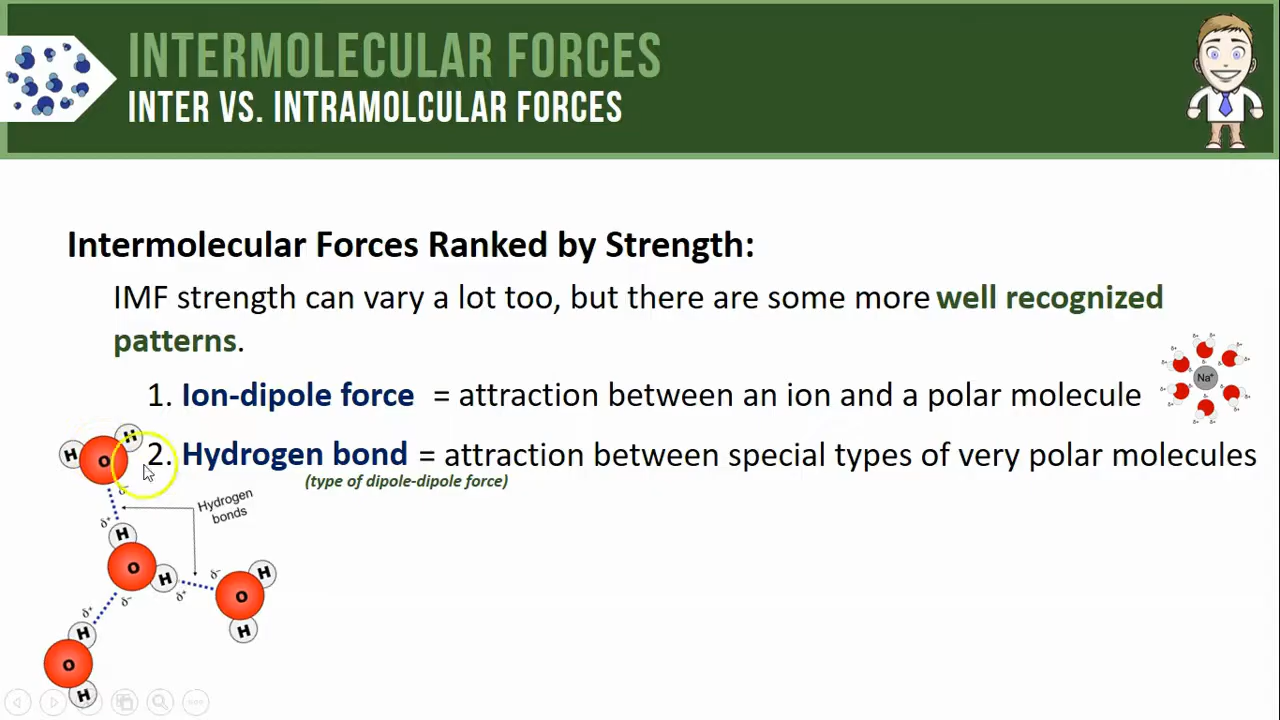 INTERMOLECULAR FORCES
INTER VS. INTRAMOLCULAR FORCES
Intermolecular Forces Ranked by Strength:
IMF strength can vary a lot too, but there are some more well recognized
patterns.
1. Ion-dipole force = attraction between an ion and a polar molecule
δ+ δ+
δ+ δ+
δ-
δ- δ-
Na⁺
δ+ δ- δ- δ+
δ-
δ+ δ+
δ+ δ+
2. Hydrogen bond = attraction between special types of very polar molecules
(type of dipole-dipole force)
H O H
δ-
Hydrogen
bonds
δ+
H
O H
δ+ δ-
H
O
H
δ-
δ+
H
O
H